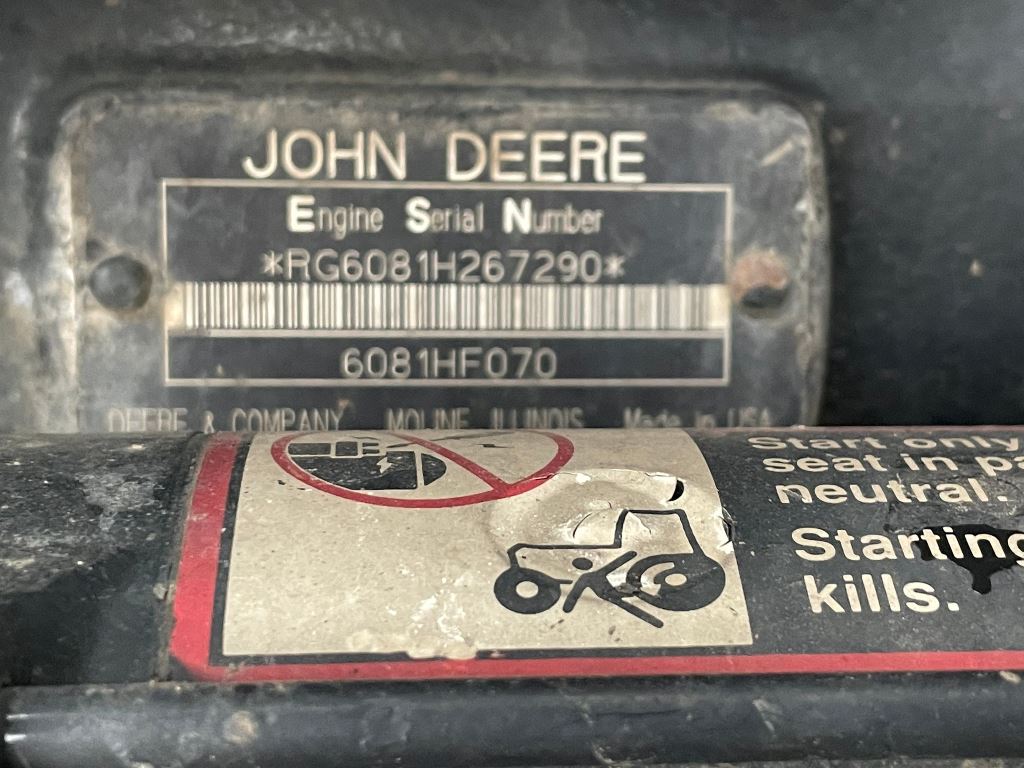 JOHN DEERE
Engine Serial Number
*RG6081H267290*
6081HF070
DEERE & COMPANY MOLINE ILLINOIS Made in USA
Start only
seat in
neutral.
Starting
kills.